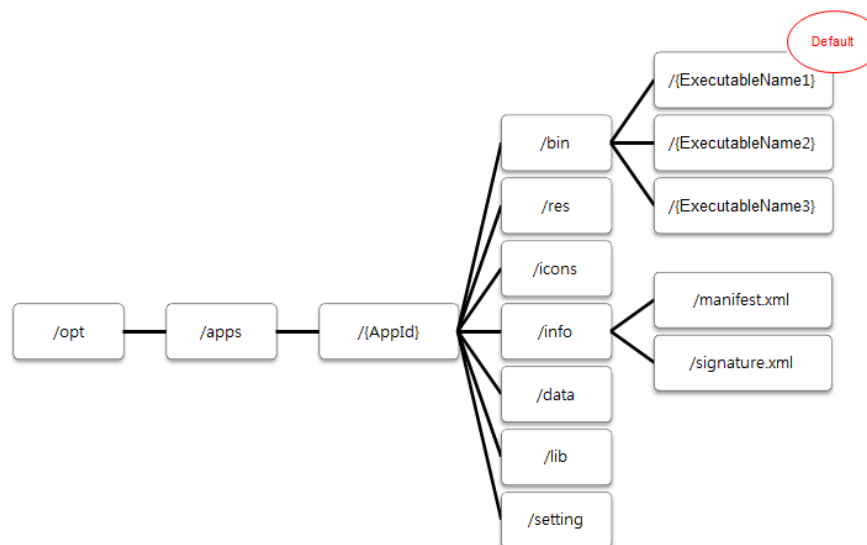 Default
/{ExecutableName1}
/bin
/{ExecutableName2}
/res
/{ExecutableName3}
/icons
/opt
/apps
/{AppId}
/info
/manifest.xml
/signature.xml
/data
/lib
/setting